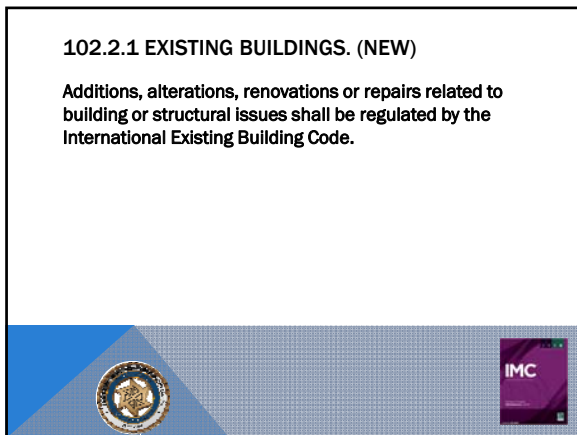 102.2.1 EXISTING BUILDINGS. (NEW)
Additions, alterations, renovations or repairs related to
building or structural issues shall be regulated by the
International Existing Building Code.
IMC